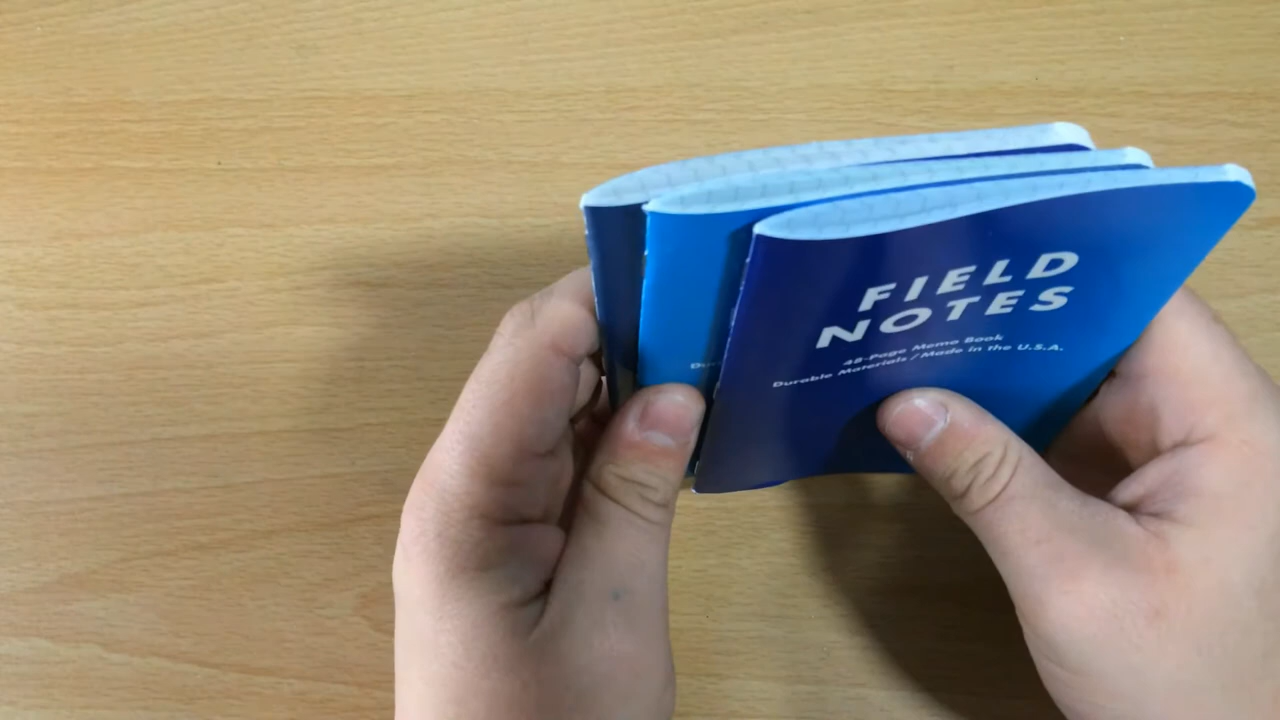 FIELD
NOTES
48-Page Memo Book
Durable Materials / Made in the U.S.A.